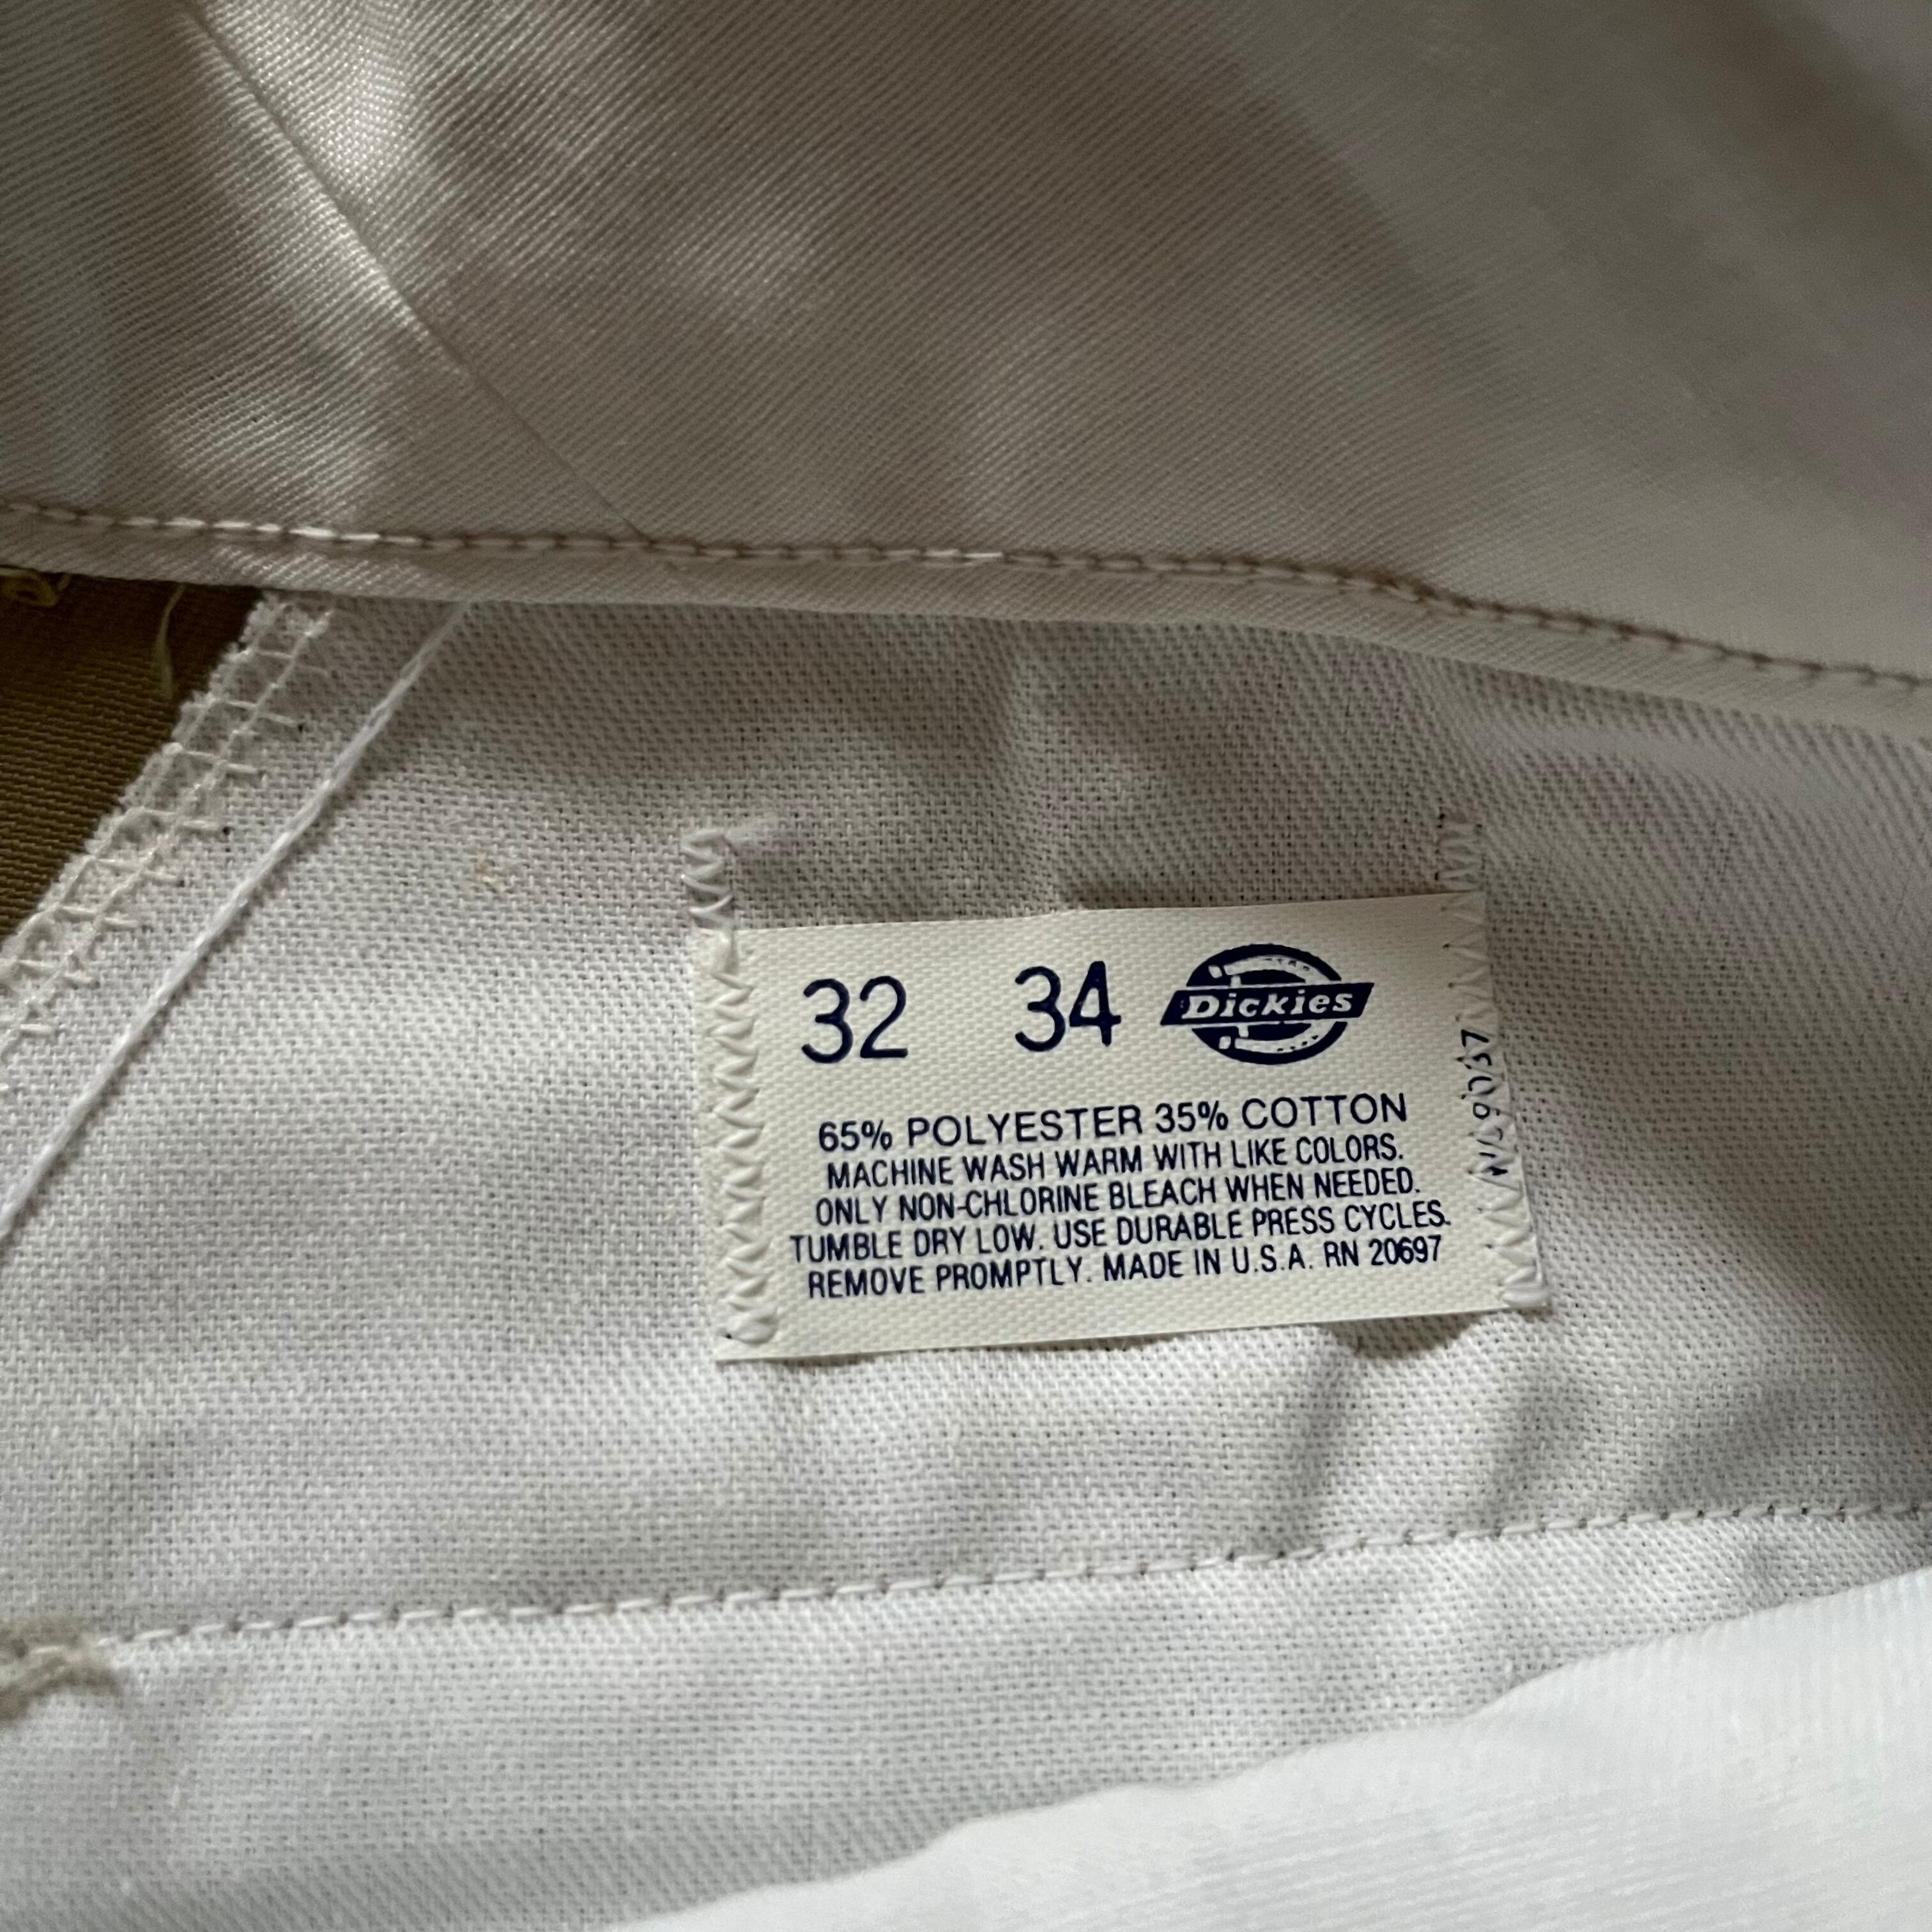 32 34 Dickies
65% POLYESTER 35% COTTON
MACHINE WASH WARM WITH LIKE COLORS.
ONLY NON-CHLORINE BLEACH WHEN NEEDED.
TUMBLE DRY LOW. USE DURABLE PRESS CYCLES.
REMOVE PROMPTLY. MADE IN U.S.A. RN 20697